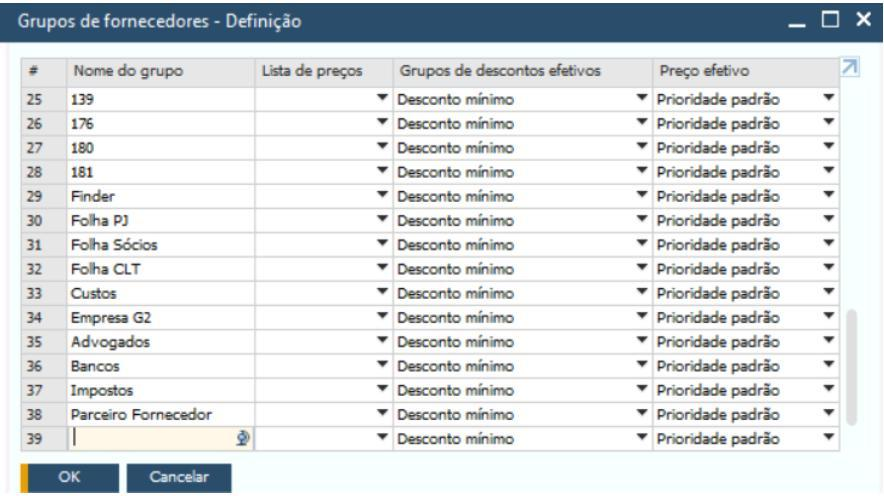 Grupos de fornecedores - Definição
# Nome do grupo Lista de preços Grupos de descontos efetivos Preço efetivo
25 139 Desconto mínimo Prioridade padrão
26 176 Desconto mínimo Prioridade padrão
27 180 Desconto mínimo Prioridade padrão
28 181 Desconto mínimo Prioridade padrão
29 Finder Desconto mínimo Prioridade padrão
30 Folha PJ Desconto mínimo Prioridade padrão
31 Folha Sócios Desconto mínimo Prioridade padrão
32 Folha CLT Desconto mínimo Prioridade padrão
33 Custos Desconto mínimo Prioridade padrão
34 Empresa G2 Desconto mínimo Prioridade padrão
35 Advogados Desconto mínimo Prioridade padrão
36 Bancos Desconto mínimo Prioridade padrão
37 Impostos Desconto mínimo Prioridade padrão
38 Parceiro Fornecedor Desconto mínimo Prioridade padrão
39 Desconto mínimo Prioridade padrão
OK Cancelar